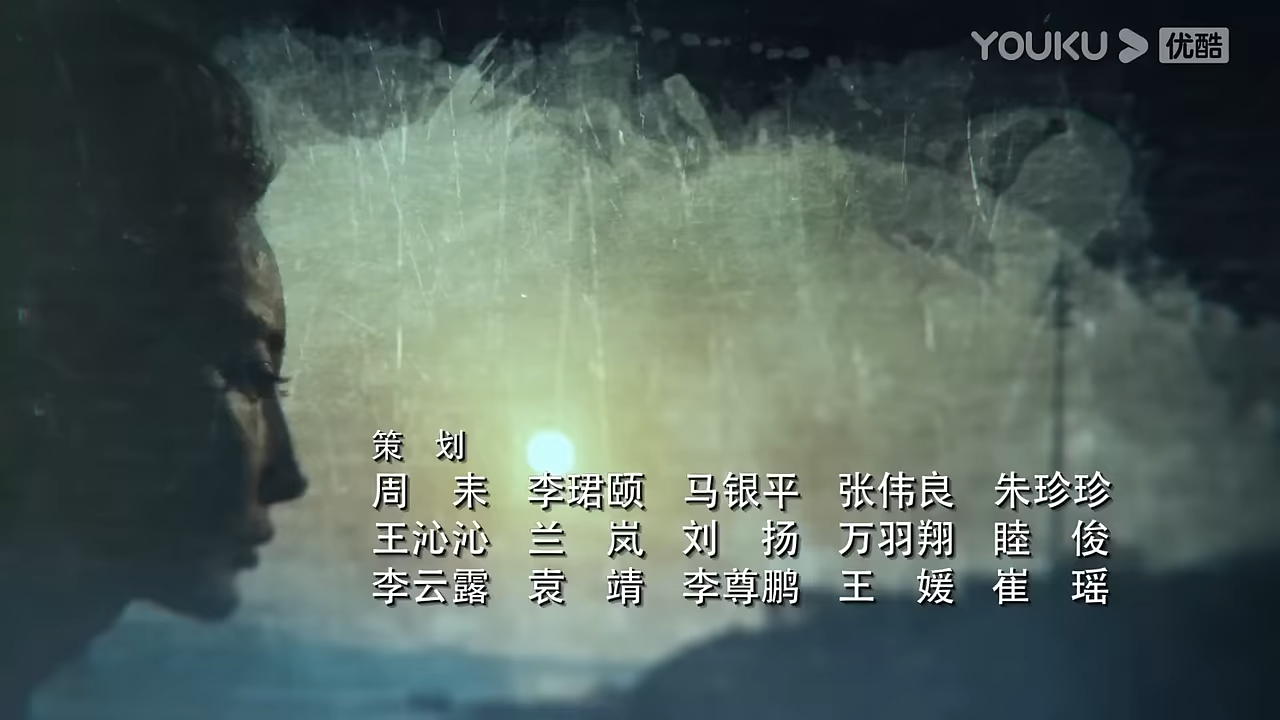 YOUKU 优酷
策 划
周 耒 李珺颐 马银平 张伟良 朱珍珍
王沁沁 兰 岚 刘 扬 万羽翔 睦 俊
李云露 袁 靖 李尊鹏 王 媛 崔 瑶